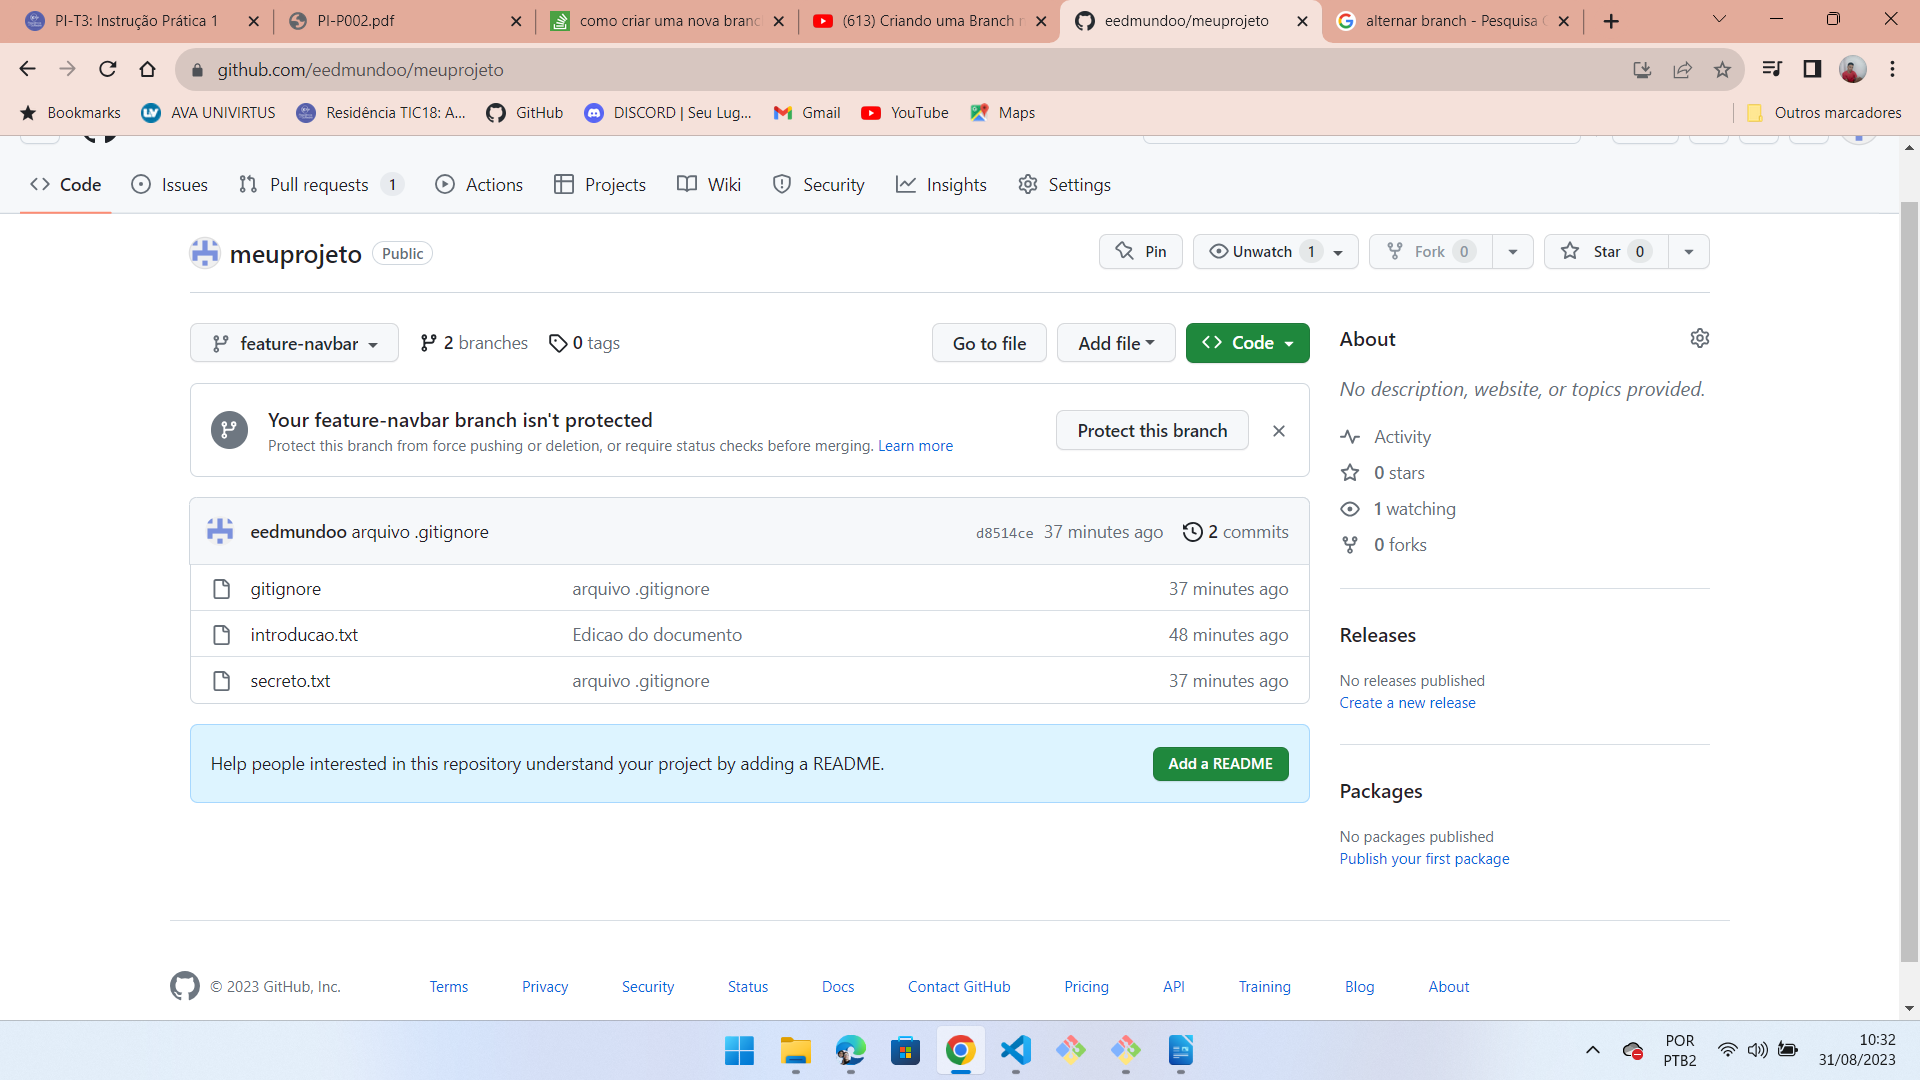 PI-T3: Instrução Prática 1
PI-P002.pdf
como criar uma nova branc
(613) Criando uma Branch
eedmundoo/meuprojeto
alternar branch - Pesquisa
github.com/eedmundoo/meuprojeto
Bookmarks
AVA UNIVIRTUS
Residência TIC18: A...
GitHub
DISCORD | Seu Lug...
Gmail
YouTube
Maps
Outros marcadores
Code
Issues
Pull requests 1
Actions
Projects
Wiki
Security
Insights
Settings
meuprojeto Public
Pin
Unwatch 1
Fork 0
Star 0
feature-navbar
2 branches
0 tags
Go to file
Add file
Code
Your feature-navbar branch isn't protected
Protect this branch from force pushing or deletion, or require status checks before merging. Learn more
Protect this branch
eedmundoo arquivo .gitignore
d8514ce 37 minutes ago
2 commits
gitignore
arquivo .gitignore
37 minutes ago
introducao.txt
Edicao do documento
48 minutes ago
secreto.txt
arquivo .gitignore
37 minutes ago
Help people interested in this repository understand your project by adding a README.
Add a README
About
No description, website, or topics provided.
Activity
0 stars
1 watching
0 forks
Releases
No releases published
Create a new release
Packages
No packages published
Publish your first package
© 2023 GitHub, Inc.
Terms
Privacy
Security
Status
Docs
Contact GitHub
Pricing
API
Training
Blog
About
POR
PTB2
10:32
31/08/2023